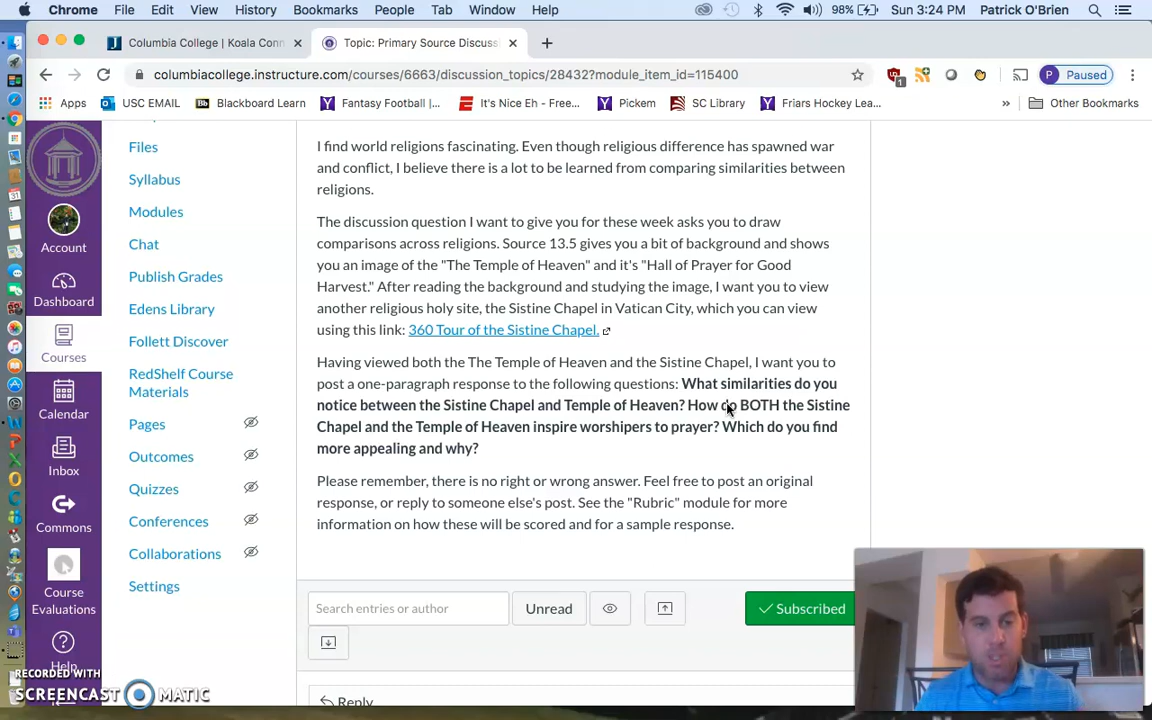 Chrome File Edit View History Bookmarks People Tab Window Help 98% Sun 3:24 PM Patrick O'Brien
Columbia College | Koala Conn
Topic: Primary Source Discuss
columbiacollege.instructure.com/courses/6663/discussion_topics/28432?module_item_id=115400
1
P Paused
Apps USC EMAIL Bb Blackboard Learn Fantasy Football |... It's Nice Eh - Free... Pickem SC Library Friars Hockey Lea... » Other Bookmarks
Account
Dashboard
Courses
Calendar
Inbox
Commons
Course
Evaluations
Help
Files
Syllabus
Modules
Chat
Publish Grades
Edens Library
Follett Discover
RedShelf Course
Materials
Pages
Outcomes
Quizzes
Conferences
Collaborations
Settings
I find world religions fascinating. Even though religious difference has spawned war
and conflict, I believe there is a lot to be learned from comparing similarities between
religions.
The discussion question I want to give you for these week asks you to draw
comparisons across religions. Source 13.5 gives you a bit of background and shows
you an image of the "The Temple of Heaven" and it's "Hall of Prayer for Good
Harvest." After reading the background and studying the image, I want you to view
another religious holy site, the Sistine Chapel in Vatican City, which you can view
using this link: 360 Tour of the Sistine Chapel.
Having viewed both the The Temple of Heaven and the Sistine Chapel, I want you to
post a one-paragraph response to the following questions: What similarities do you
notice between the Sistine Chapel and Temple of Heaven? How do BOTH the Sistine
Chapel and the Temple of Heaven inspire worshipers to prayer? Which do you find
more appealing and why?
Please remember, there is no right or wrong answer. Feel free to post an original
response, or reply to someone else's post. See the "Rubric" module for more
information on how these will be scored and for a sample response.
Search entries or author
Unread
Subscribed
Reply
RECORDED WITH
SCREENCAST MATIC